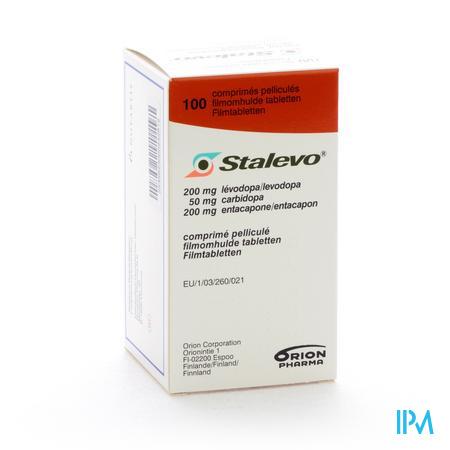 100 comprimés pelliculés
filmomhulde tabletten
Filmtabletten
Stalevo®
200 mg lévodopa/levodopa
50 mg carbidopa
200 mg entacapone/entacapon
comprimé pelliculé
filmomhulde tabletten
Filmtabletten
EU/1/03/260/021
Orion Corporation
Orionintie 1
FI-02200 Espoo
Finlande/Finland/
Finnland
ORION
PHARMA
IPM